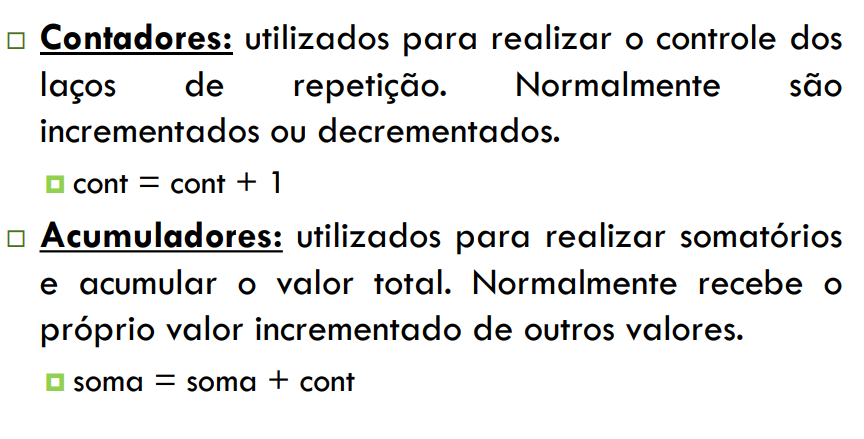 Contadores: utilizados para realizar o controle dos
laços de repetição. Normalmente são
incrementados ou decrementados.
cont = cont + 1
Acumuladores: utilizados para realizar somatórios
e acumular o valor total. Normalmente recebe o
próprio valor incrementado de outros valores.
soma = soma + cont